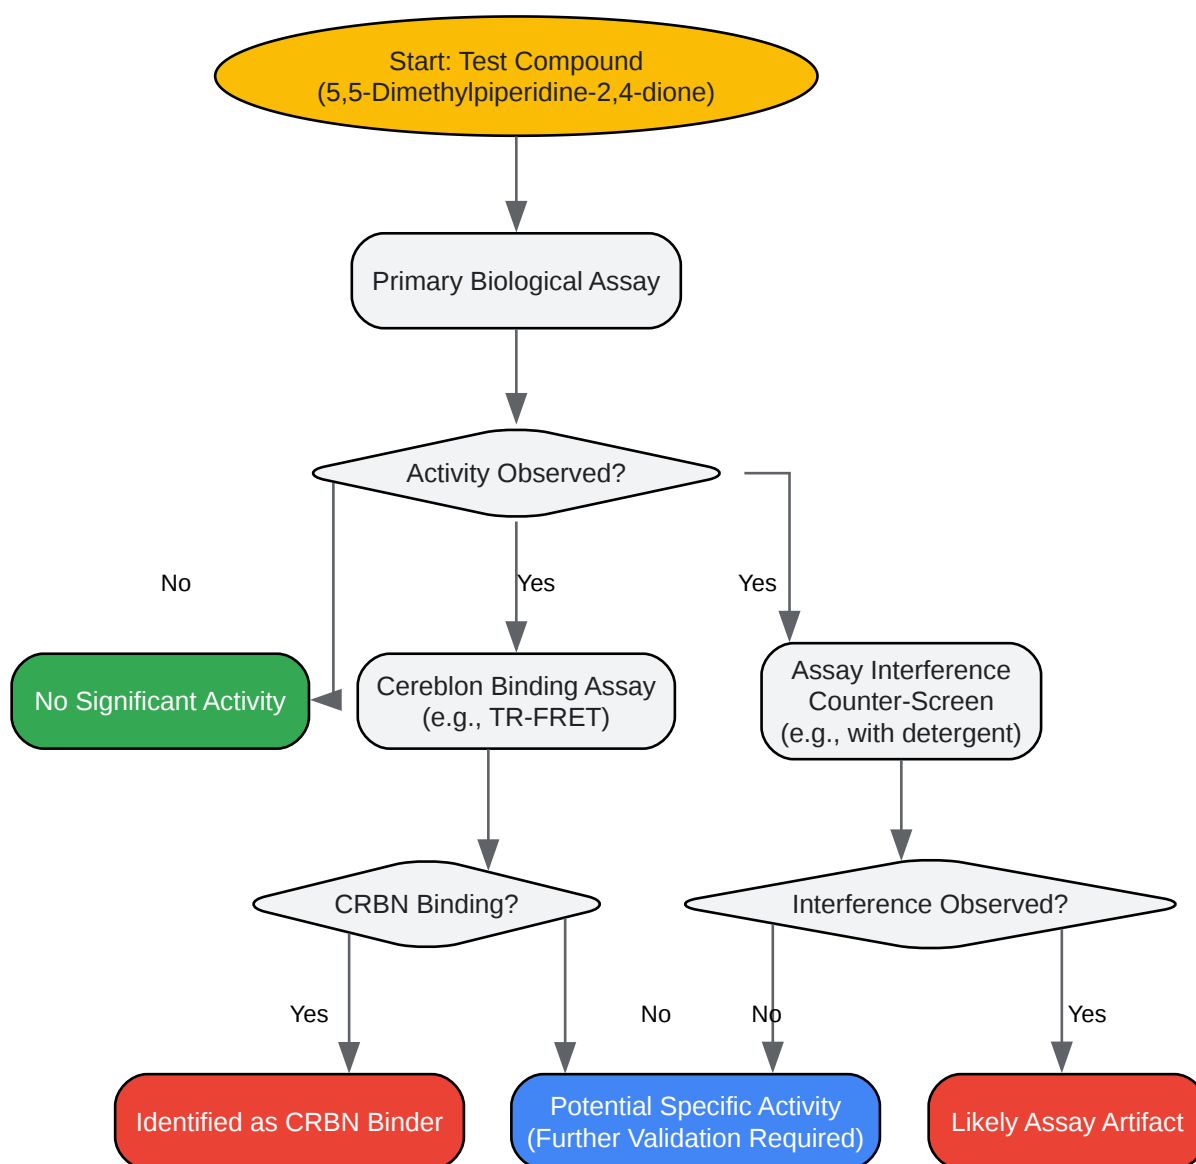 Start: Test Compound
(5,5-Dimethylpiperidine-2,4-dione)
Primary Biological Assay
Activity Observed?
No
Yes
Yes
No Significant Activity
Cereblon Binding Assay
(e.g., TR-FRET)
Assay Interference
Counter-Screen
(e.g., with detergent)
CRBN Binding?
Interference Observed?
Yes
No
No
Yes
Identified as CRBN Binder
Potential Specific Activity
(Further Validation Required)
Likely Assay Artifact